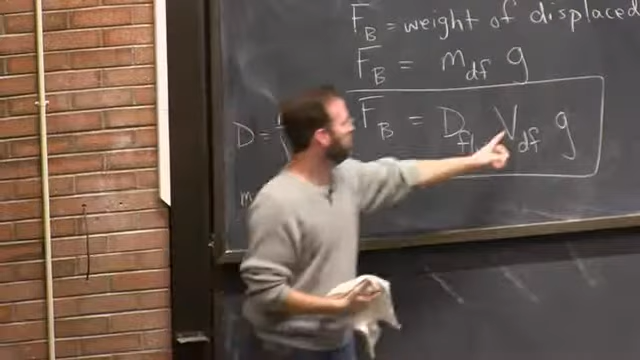 F_B = weight of displaced
F_B = m_df g
D =
F_B = D_fl V_df g
m